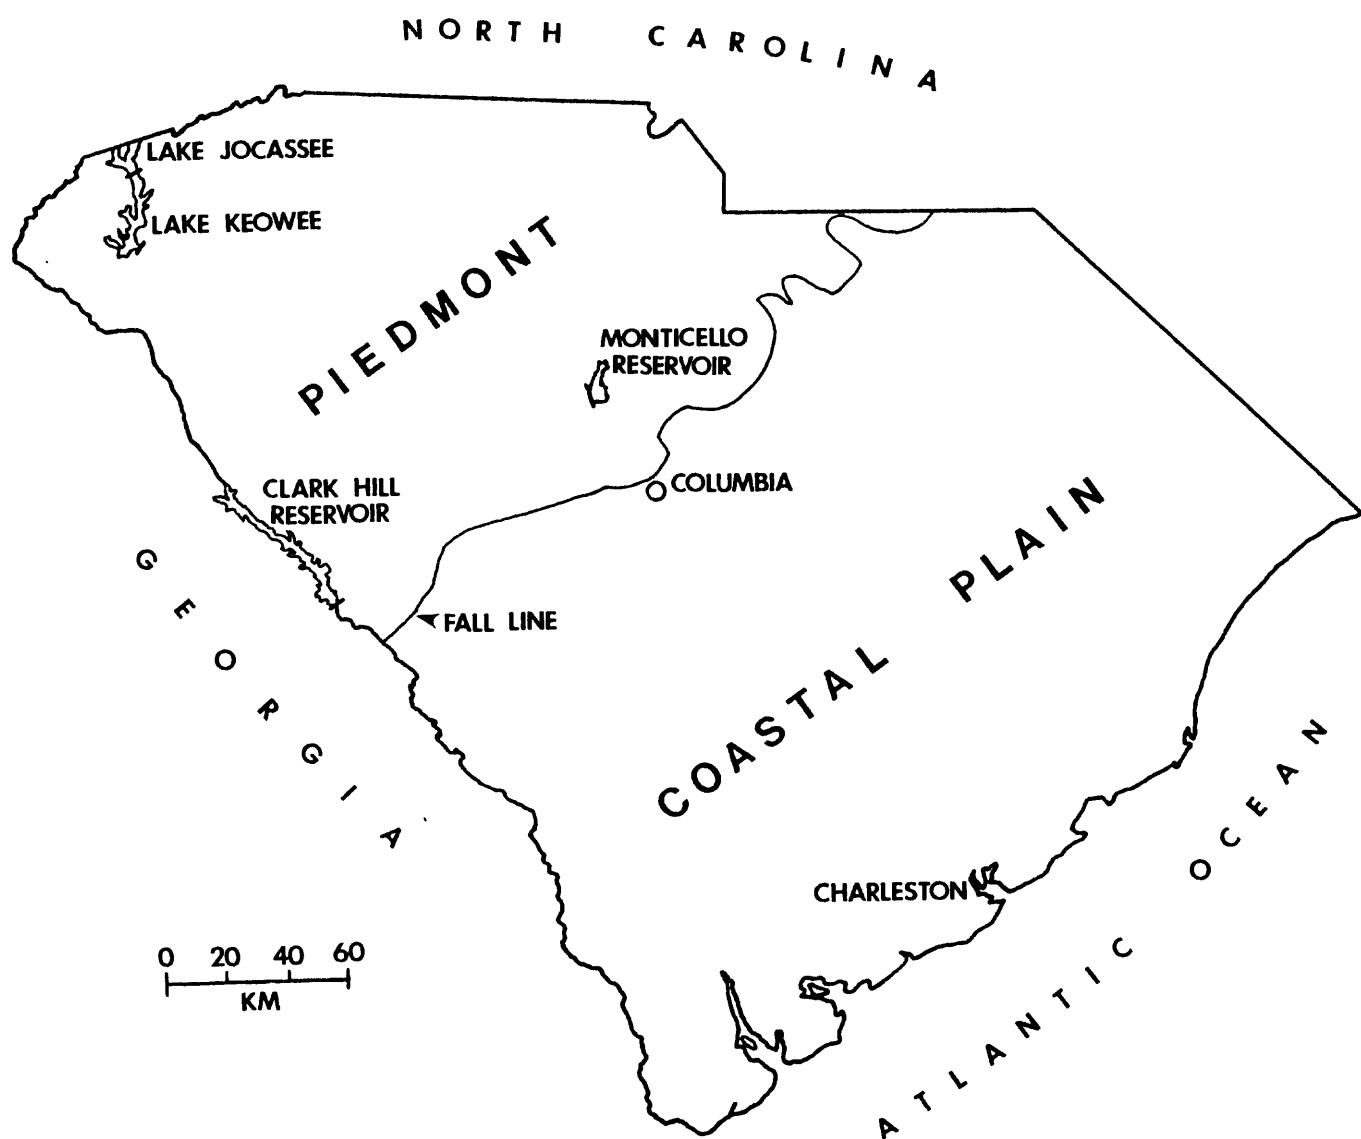 NORTH CAROLINA
LAKE JOCASSEE
LAKE KEOWEE
PIEDMONT
MONTICELLO
RESERVOIR
CLARK HILL
RESERVOIR
COLUMBIA
FALL LINE
GEORGIA
COASTAL PLAIN
CHARLESTON
ATLANTIC OCEAN
0 20 40 60
KM